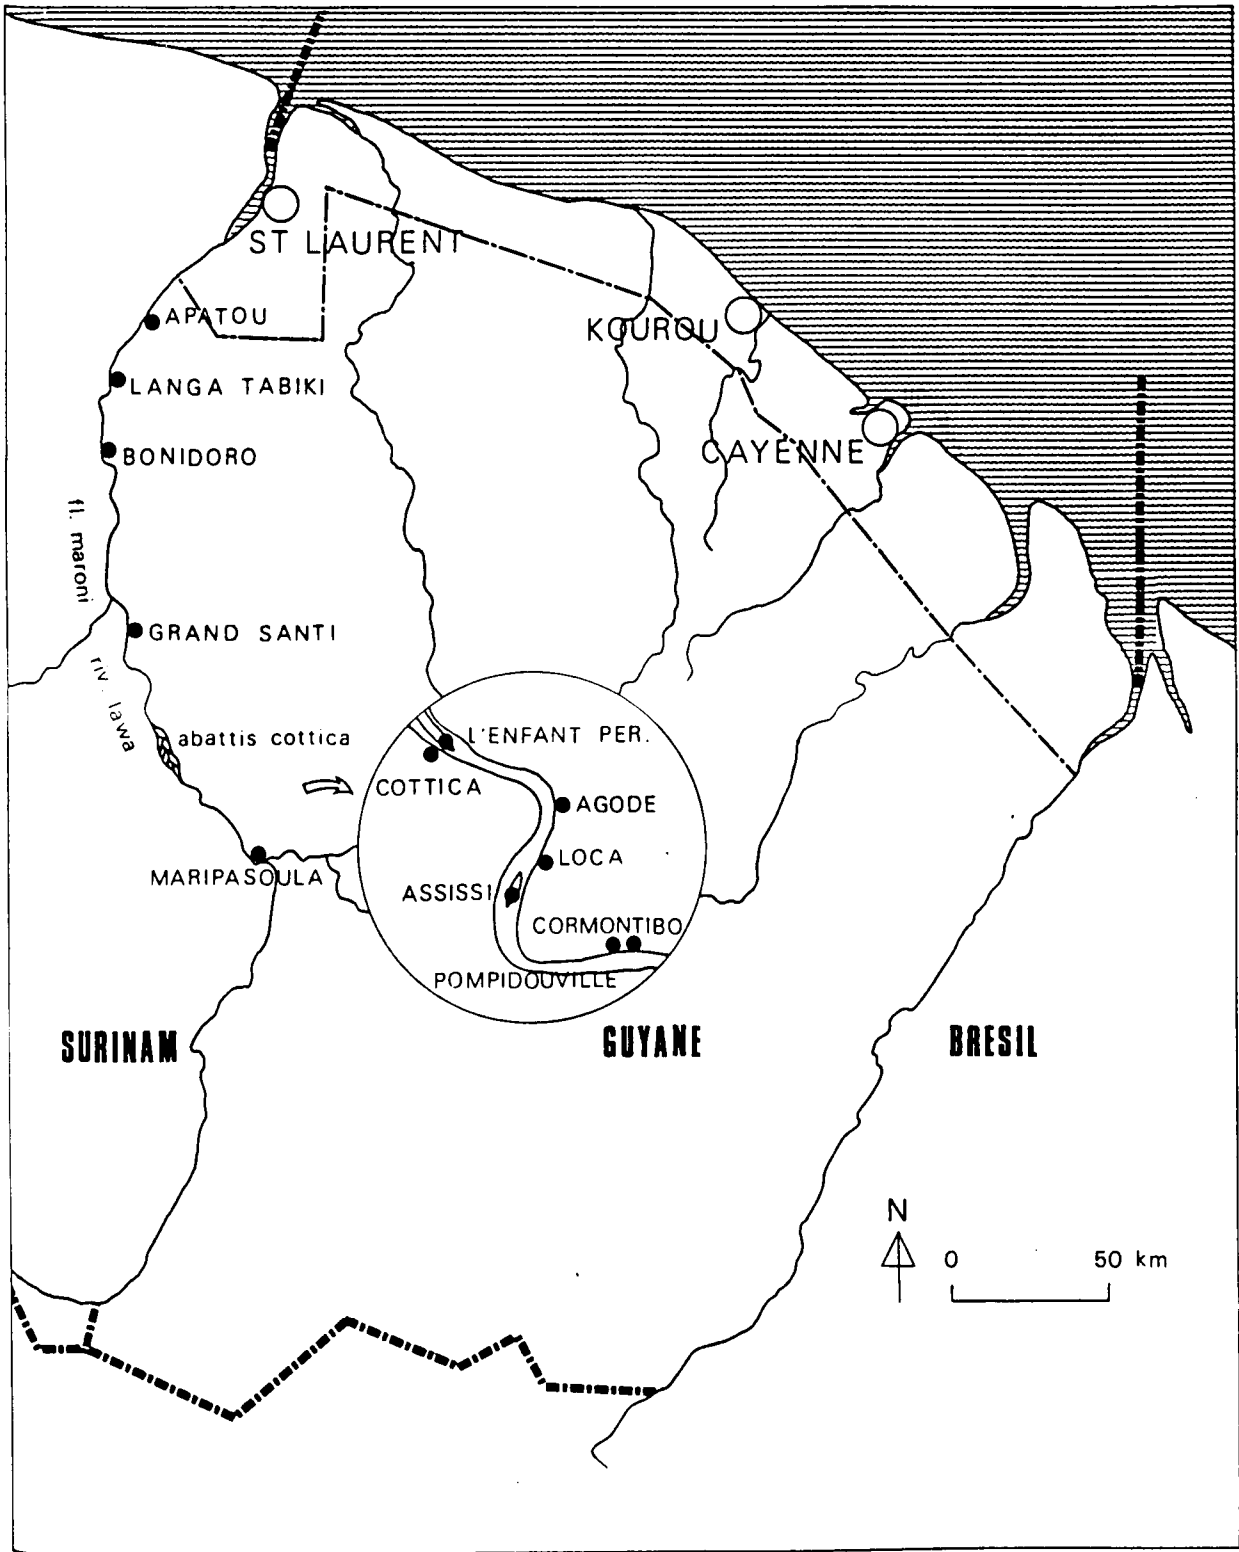 ST LAURENT
APATOU
KOUROU
LANGA TABIKI
CAYENNE
BONIDORO
fl. maroni
GRAND SANTI
riv. lawa
abattis cottica
L'ENFANT PER.
COTTICA
AGODE
LOCA
MARIPASOULA
ASSISSI
CORMONTIBO
POMPIDOUVILLE
SURINAM
GUYANE
BRESIL
N
0 50 km